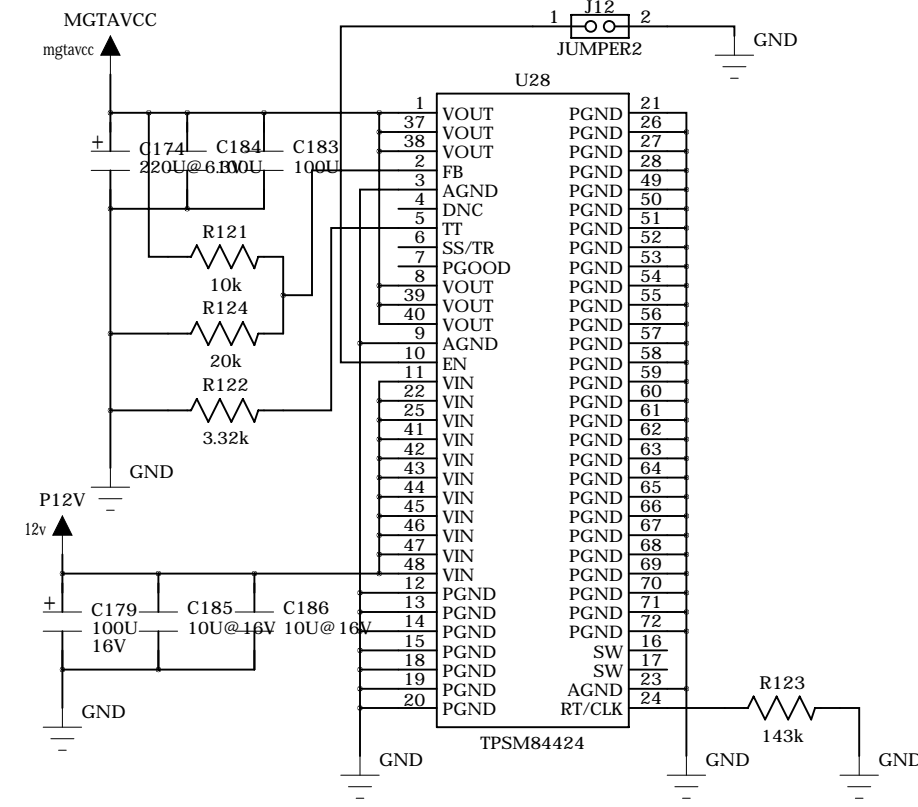 MGTAVCC
mgtavcc
J12
1 2
JUMPER2
GND
U28
C174
220U@6.3V
C184
100U
C183
100U
R121
10k
R124
20k
R122
3.32k
GND
P12V
12v
C179
100U
16V
C185
10U@16V
C186
10U@16V
GND
1 VOUT PGND 21
37 VOUT PGND 26
38 VOUT PGND 27
2 FB PGND 28
3 AGND PGND 49
4 DNC PGND 50
5 TT PGND 51
6 SS/TR PGND 52
7 PGOOD PGND 53
8 VOUT PGND 54
39 VOUT PGND 55
40 VOUT PGND 56
9 AGND PGND 57
10 EN PGND 58
11 VIN PGND 59
22 VIN PGND 60
25 VIN PGND 61
41 VIN PGND 62
42 VIN PGND 63
43 VIN PGND 64
44 VIN PGND 65
45 VIN PGND 66
46 VIN PGND 67
47 VIN PGND 68
48 VIN PGND 69
12 PGND PGND 70
13 PGND PGND 71
14 PGND PGND 72
15 PGND SW 16
18 PGND SW 17
19 PGND AGND 23
20 PGND RT/CLK 24
TPSM84424
R123
143k
GND
GND
GND